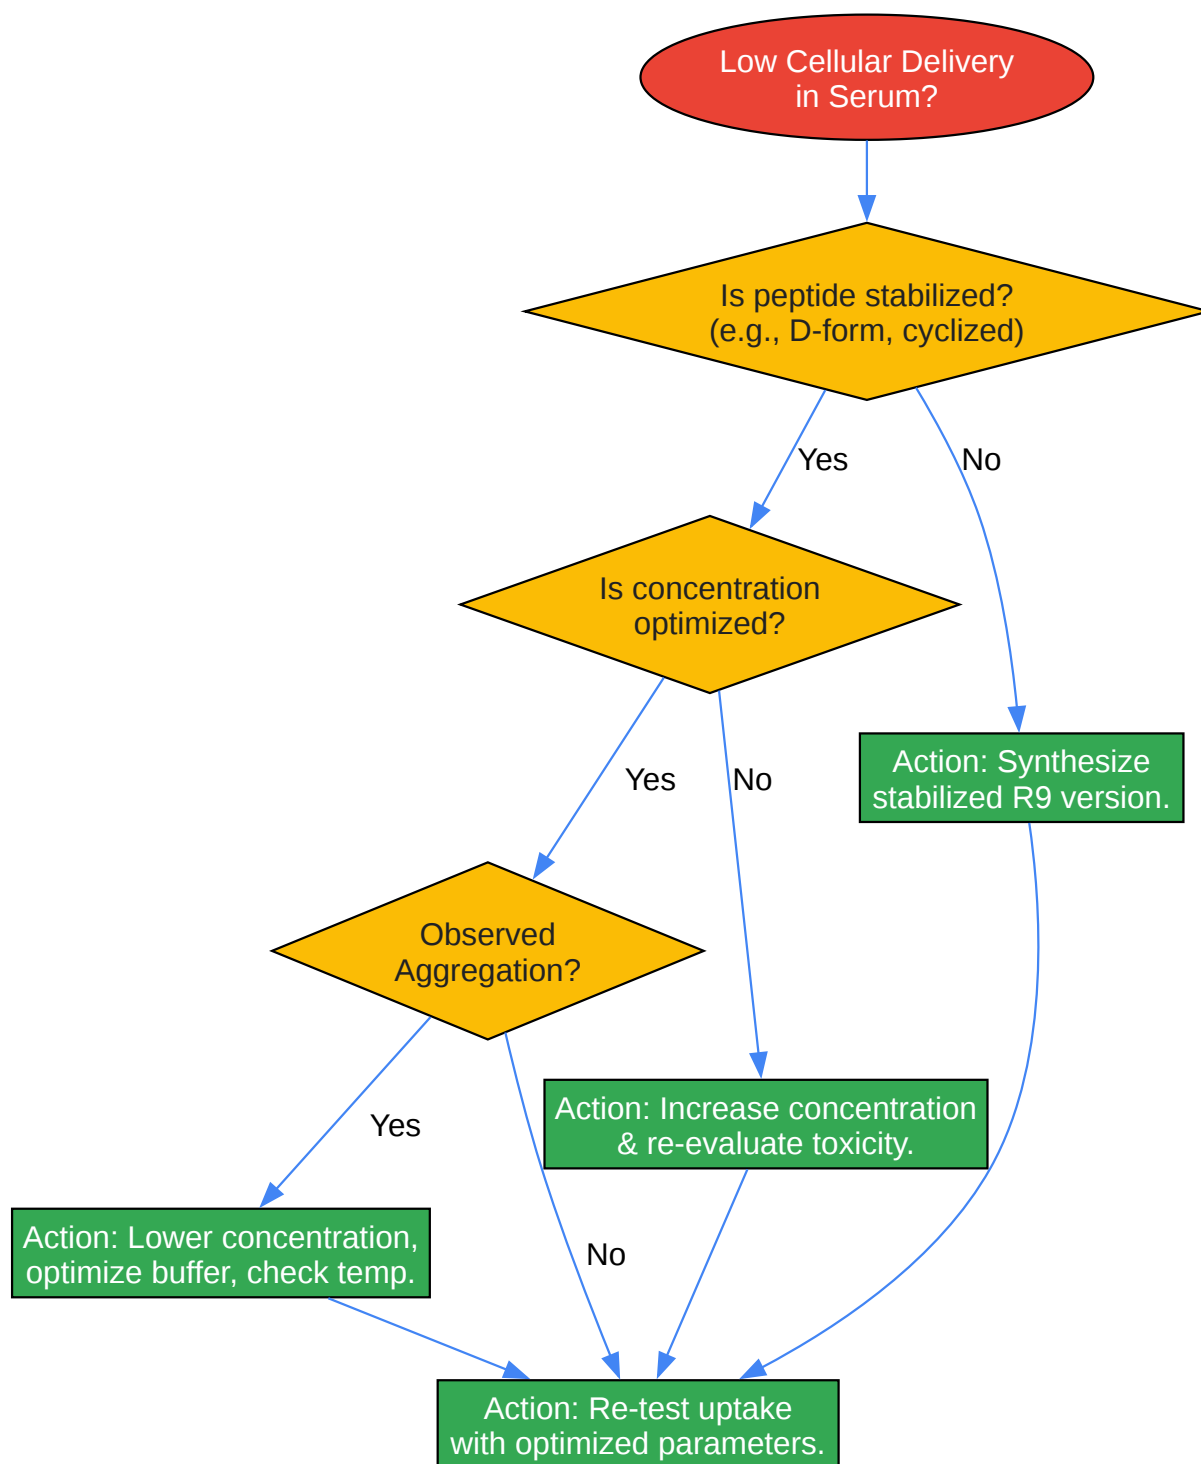 Low Cellular Delivery
in Serum?
Is peptide stabilized?
(e.g., D-form, cyclized)
Yes
No
Is concentration
optimized?
Action: Synthesize
stabilized R9 version.
Yes
No
Observed
Aggregation?
Action: Increase concentration
& re-evaluate toxicity.
Yes
Action: Lower concentration,
optimize buffer, check temp.
No
Action: Re-test uptake
with optimized parameters.